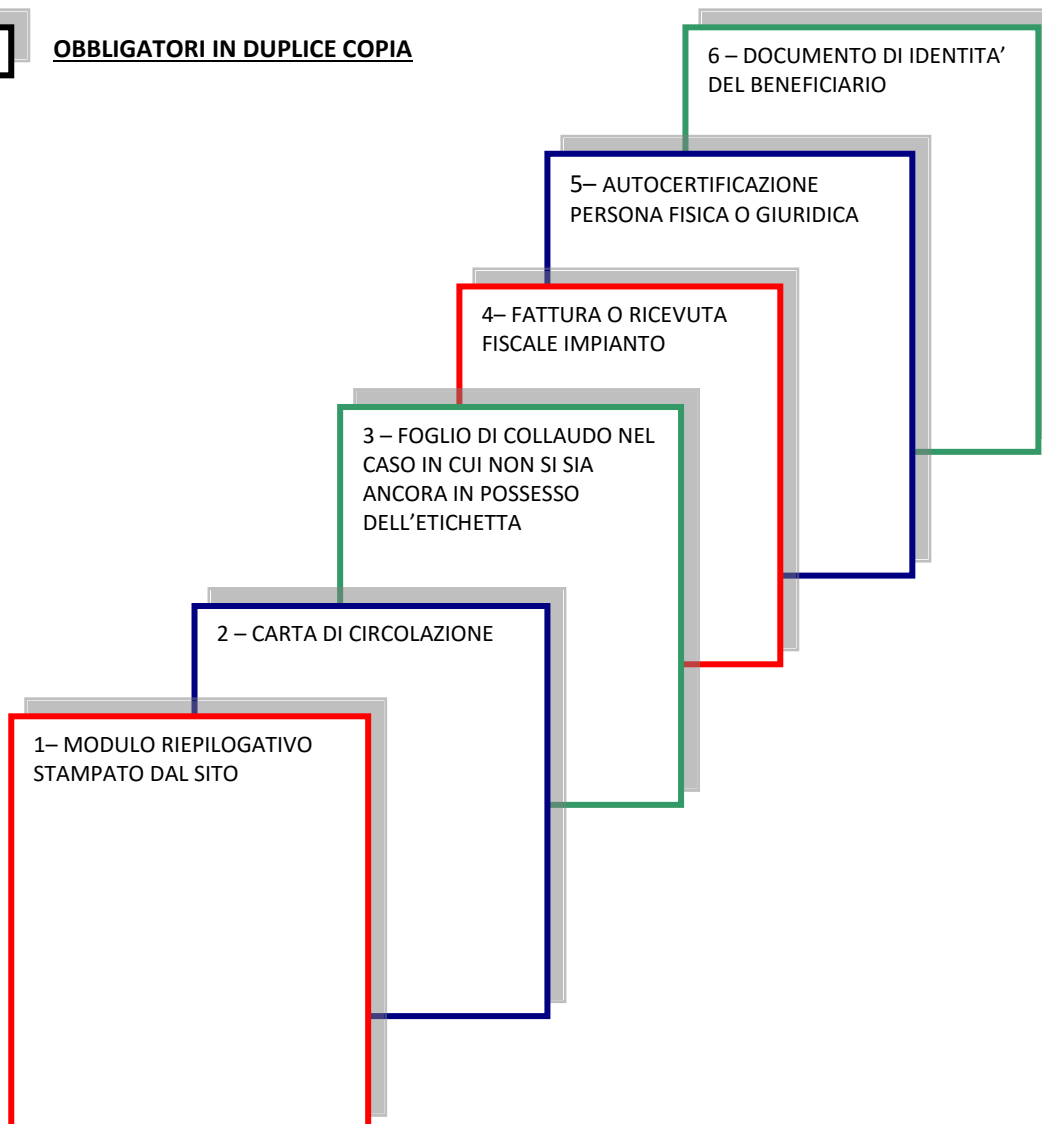 OBBLIGATORI IN DUPLICE COPIA
6 – DOCUMENTO DI IDENTITA’
DEL BENEFICIARIO
5– AUTOCERTIFICAZIONE
PERSONA FISICA O GIURIDICA
4– FATTURA O RICEVUTA
FISCALE IMPIANTO
3 – FOGLIO DI COLLAUDO NEL
CASO IN CUI NON SI SIA
ANCORA IN POSSESSO
DELL’ETICHETTA
2 – CARTA DI CIRCOLAZIONE
1– MODULO RIEPILOGATIVO
STAMPATO DAL SITO